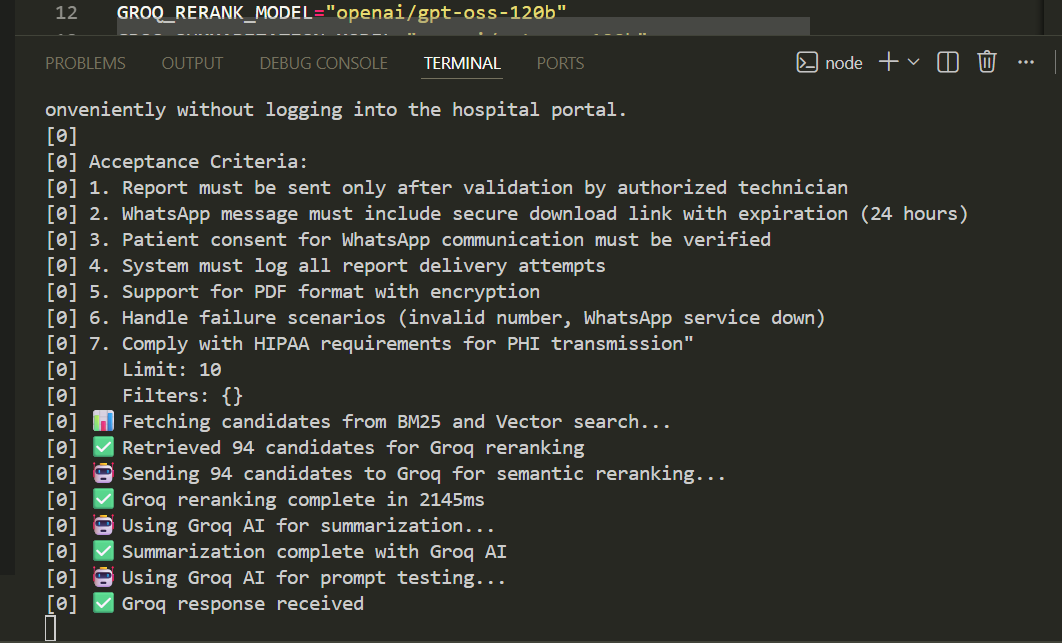 12 GROQ_RERANK_MODEL="openai/gpt-oss-120b"
PROBLEMS OUTPUT DEBUG CONSOLE TERMINAL PORTS node
onveniently without logging into the hospital portal.
[0]
[0] Acceptance Criteria:
[0] 1. Report must be sent only after validation by authorized technician
[0] 2. WhatsApp message must include secure download link with expiration (24 hours)
[0] 3. Patient consent for WhatsApp communication must be verified
[0] 4. System must log all report delivery attempts
[0] 5. Support for PDF format with encryption
[0] 6. Handle failure scenarios (invalid number, WhatsApp service down)
[0] 7. Comply with HIPAA requirements for PHI transmission"
[0]    Limit: 10
[0]    Filters: {}
[0] 📊 Fetching candidates from BM25 and Vector search...
[0] ✅ Retrieved 94 candidates for Groq reranking
[0] 🤖 Sending 94 candidates to Groq for semantic reranking...
[0] ✅ Groq reranking complete in 2145ms
[0] 🤖 Using Groq AI for summarization...
[0] ✅ Summarization complete with Groq AI
[0] 🤖 Using Groq AI for prompt testing...
[0] ✅ Groq response received